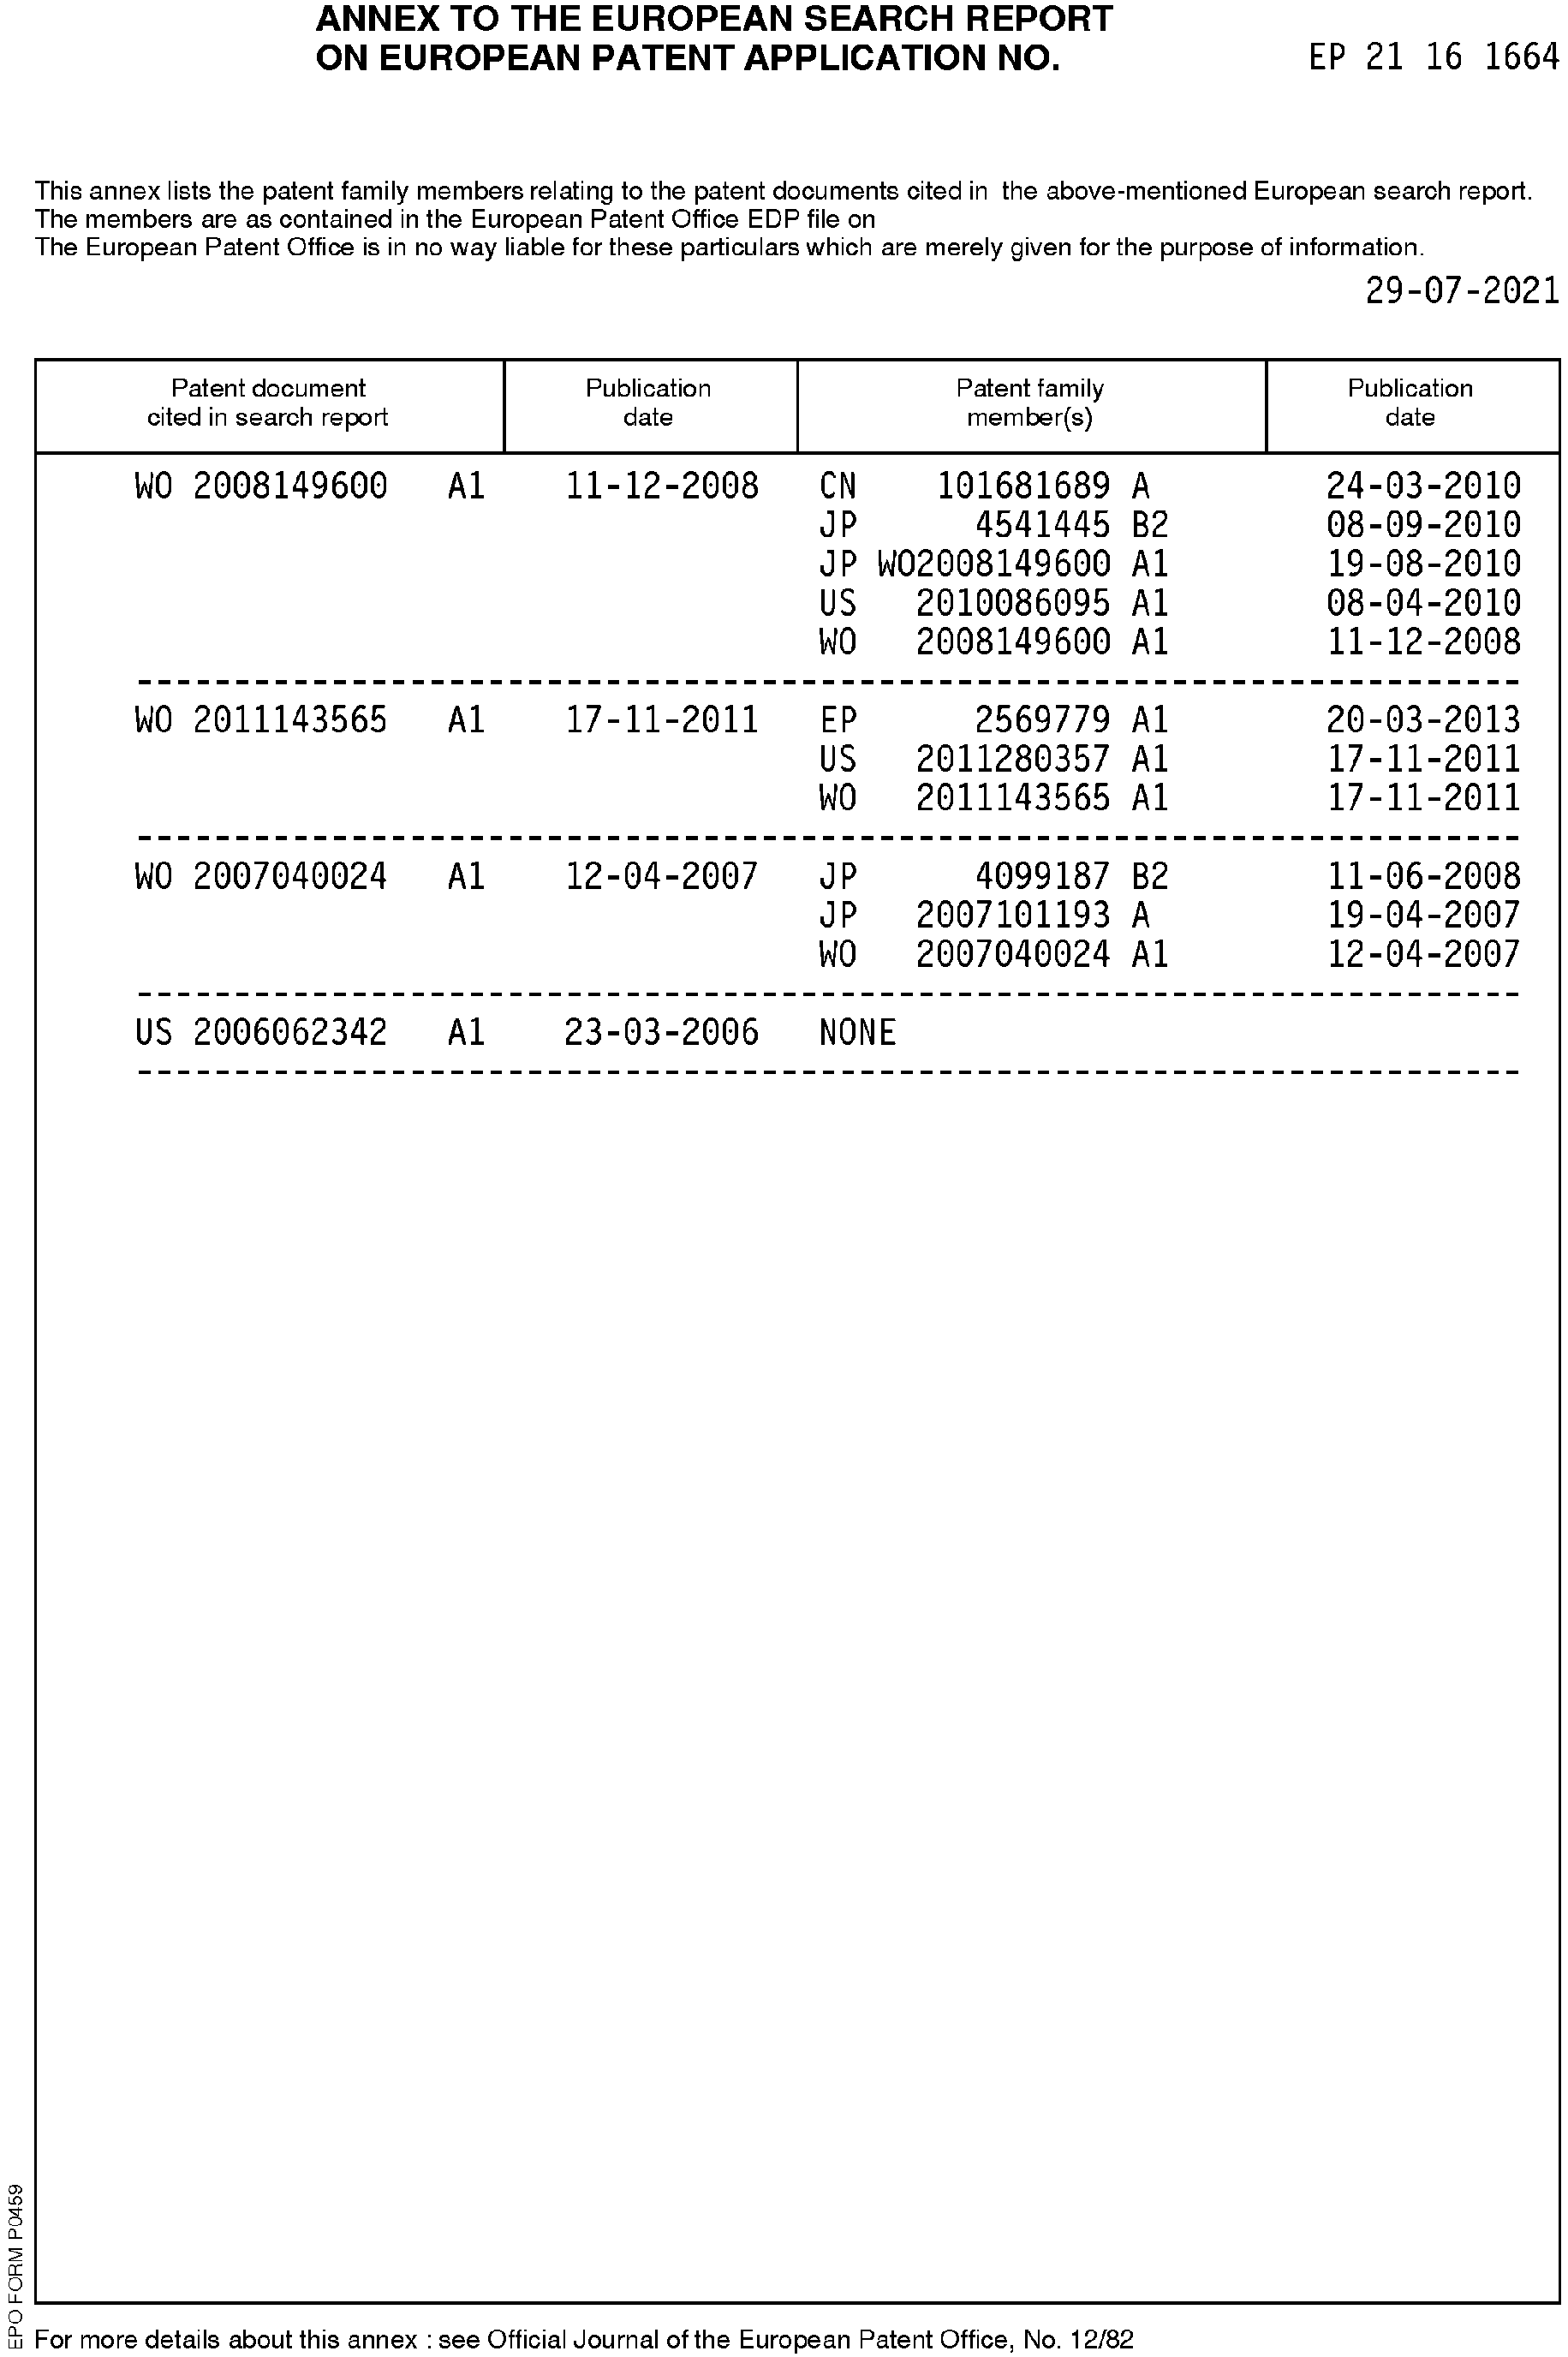 ANNEX TO THE EUROPEAN SEARCH REPORT
ON EUROPEAN PATENT APPLICATION NO. EP 21 16 1664
This annex lists the patent family members relating to the patent documents cited in the above-mentioned European search report.
The members are as contained in the European Patent Office EDP file on
The European Patent Office is in no way liable for these particulars which are merely given for the purpose of information.
29-07-2021
Patent document cited in search report | Publication date | Patent family member(s) | Publication date
WO 2008149600 A1 11-12-2008 CN 101681689 A 24-03-2010
JP 4541445 B2 08-09-2010
JP WO2008149600 A1 19-08-2010
US 2010086095 A1 08-04-2010
WO 2008149600 A1 11-12-2008
WO 2011143565 A1 17-11-2011 EP 2569779 A1 20-03-2013
US 2011280357 A1 17-11-2011
WO 2011143565 A1 17-11-2011
WO 2007040024 A1 12-04-2007 JP 4099187 B2 11-06-2008
JP 2007101193 A 19-04-2007
WO 2007040024 A1 12-04-2007
US 2006062342 A1 23-03-2006 NONE
EPO FORM P0459
For more details about this annex : see Official Journal of the European Patent Office, No. 12/82